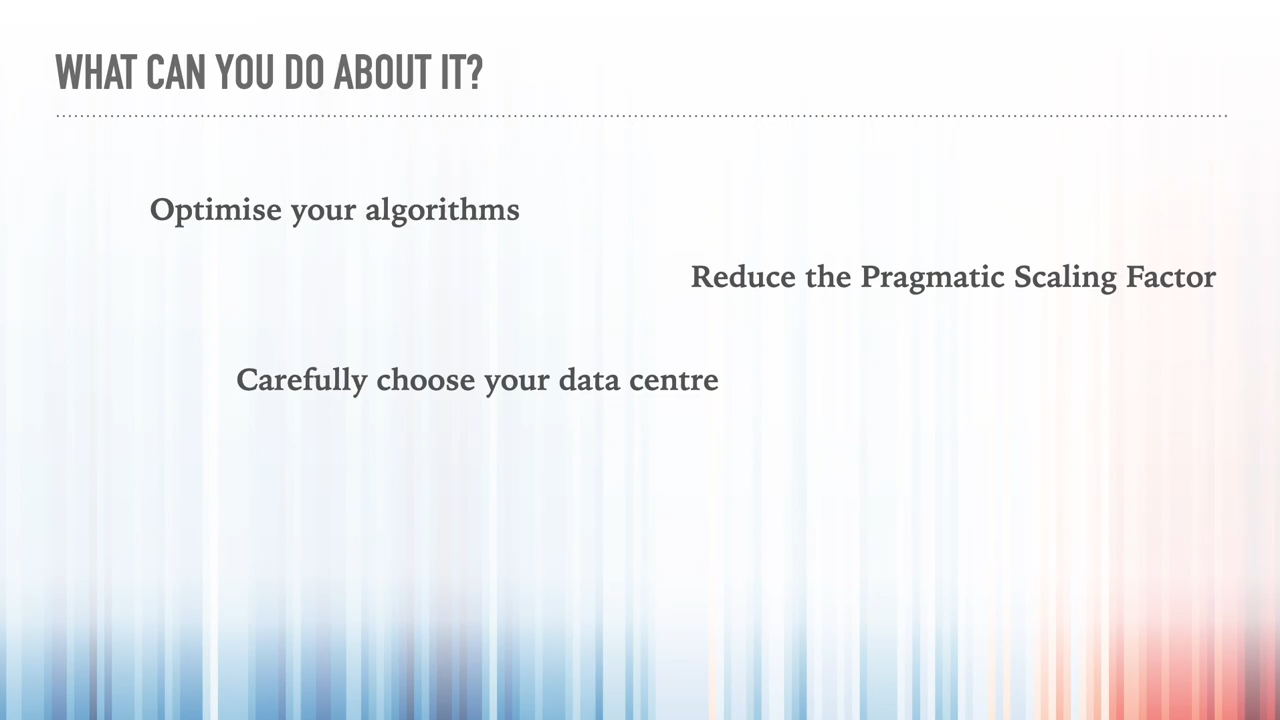 WHAT CAN YOU DO ABOUT IT?
Optimise your algorithms
Reduce the Pragmatic Scaling Factor
Carefully choose your data centre